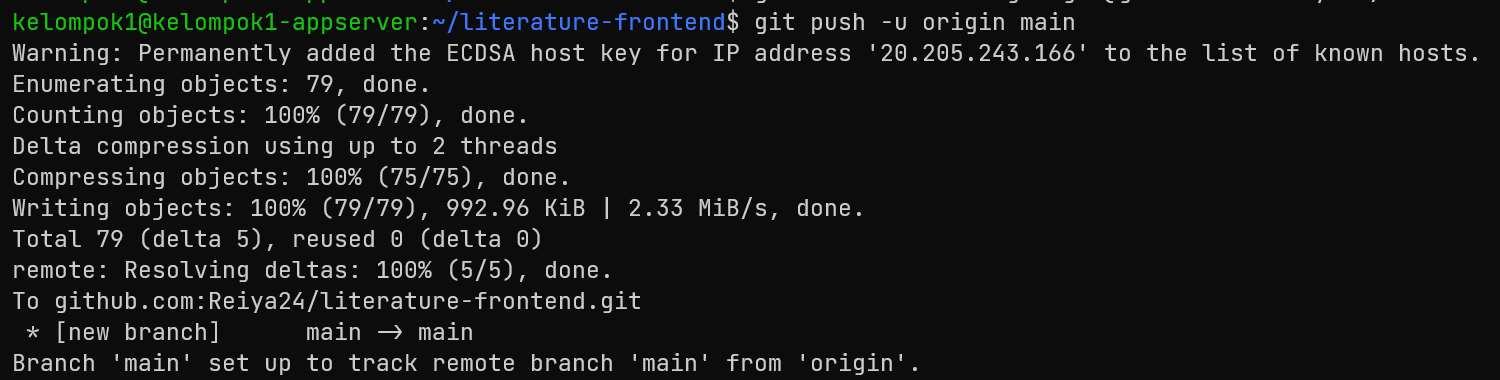 kelompok1@kelompok1-appserver:~/literature-frontend$ git push -u origin main
Warning: Permanently added the ECDSA host key for IP address '20.205.243.166' to the list of known hosts.
Enumerating objects: 79, done.
Counting objects: 100% (79/79), done.
Delta compression using up to 2 threads
Compressing objects: 100% (75/75), done.
Writing objects: 100% (79/79), 992.96 KiB | 2.33 MiB/s, done.
Total 79 (delta 5), reused 0 (delta 0)
remote: Resolving deltas: 100% (5/5), done.
To github.com:Reiya24/literature-frontend.git
 * [new branch]      main -> main
Branch 'main' set up to track remote branch 'main' from 'origin'.